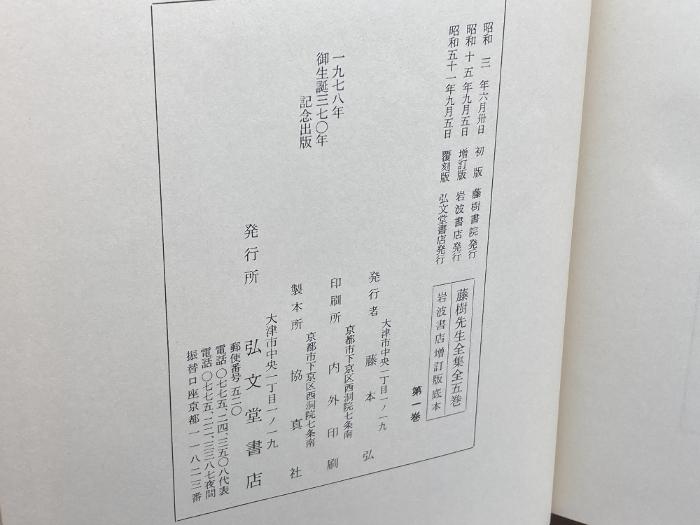 昭和三年六月卅日 初版 藤樹書院発行
昭和十五年九月五日 増訂版 岩波書店発行
昭和五十一年九月五日 覆刻版 弘文堂書店発行
藤樹先生全集全五巻
岩波書店増訂版底本
第一巻
一九七八年
御生誕三七〇年
記念出版
大津市中央一丁目一ノ一九
発行者 藤本弘
京都市下京区西洞院七条南
印刷所 内外印刷
京都市下京区西洞院七条南
製本所 協真社
大津市中央一丁目一ノ一九
発行所 弘文堂書店
郵便番号五二〇
電話〇七七五、二四、三五〇八代表
電話〇七七五、二二、三三八七夜間
振替口座京都一一八二三番